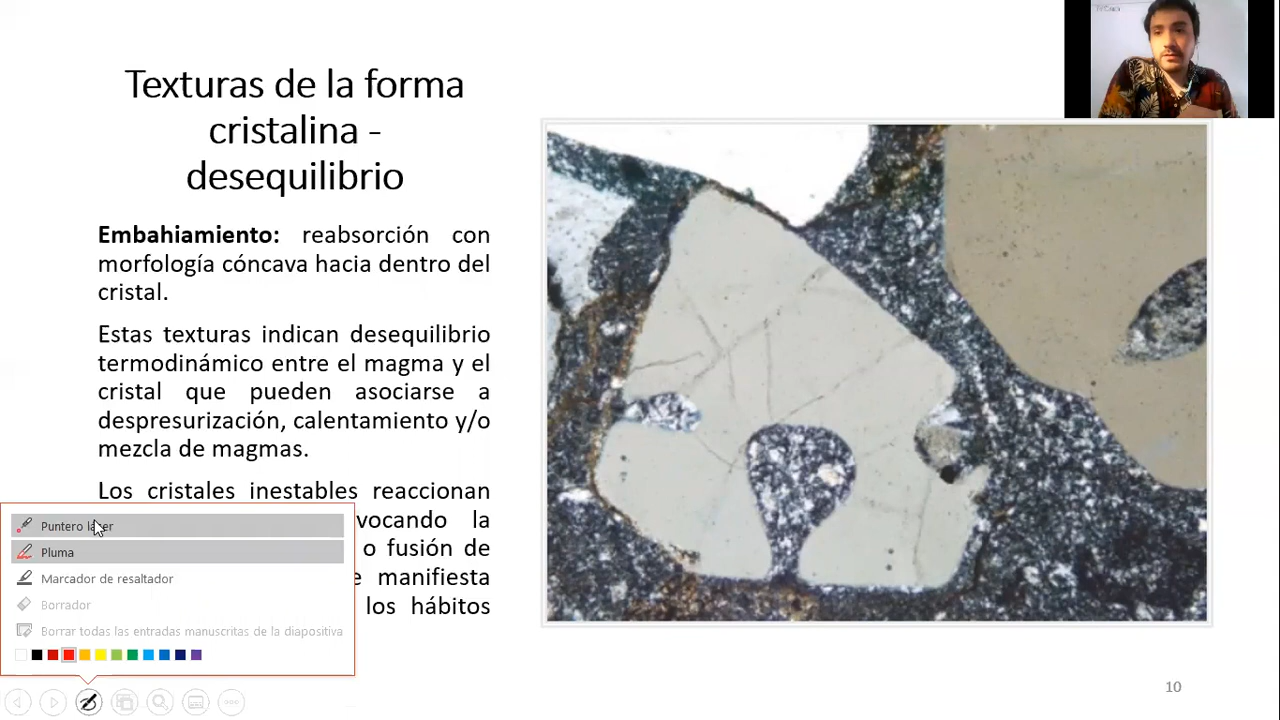 Texturas de la forma
cristalina -
desequilibrio
Embahiamiento: reabsorción con
morfología cóncava hacia dentro del
cristal.
Estas texturas indican desequilibrio
termodinámico entre el magma y el
cristal que pueden asociarse a
despresurización, calentamiento y/o
mezcla de magmas.
Los cristales inestables reaccionan
vocando la
o fusión de
e manifiesta
los hábitos
Puntero láser
Pluma
Marcador de resaltador
Borrador
Borrar todas las entradas manuscritas de la diapositiva
10